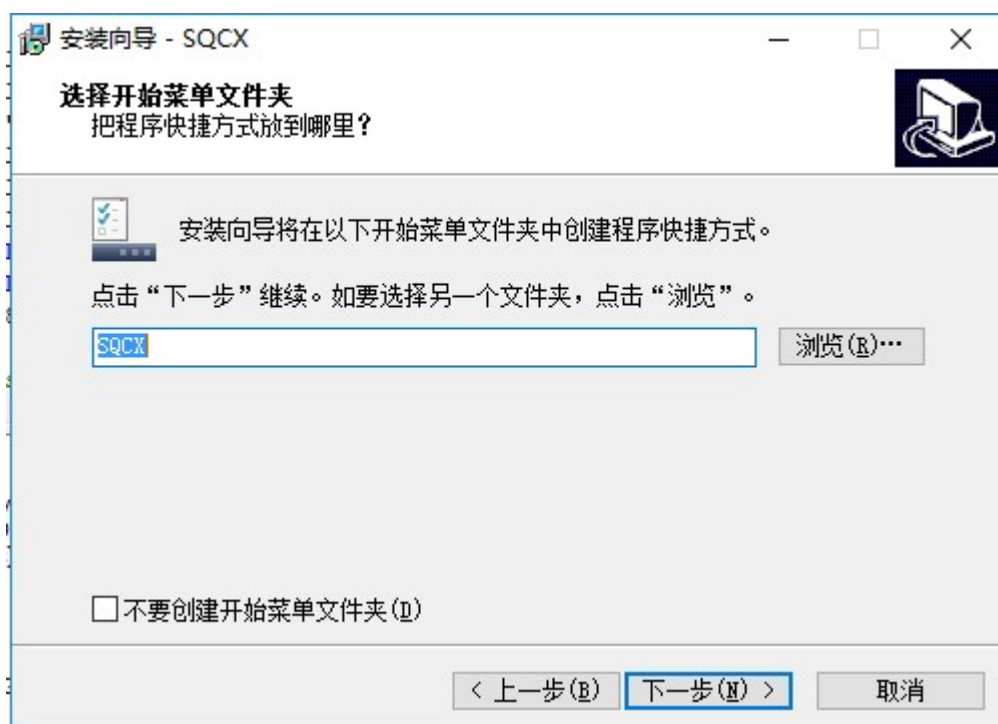 安装向导 - SQCX
选择开始菜单文件夹
把程序快捷方式放到哪里？
安装向导将在以下开始菜单文件夹中创建程序快捷方式。
点击“下一步”继续。如要选择另一个文件夹，点击“浏览”。
SQCX
浏览(R)…
不要创建开始菜单文件夹(D)
< 上一步(B)
下一步(N) >
取消